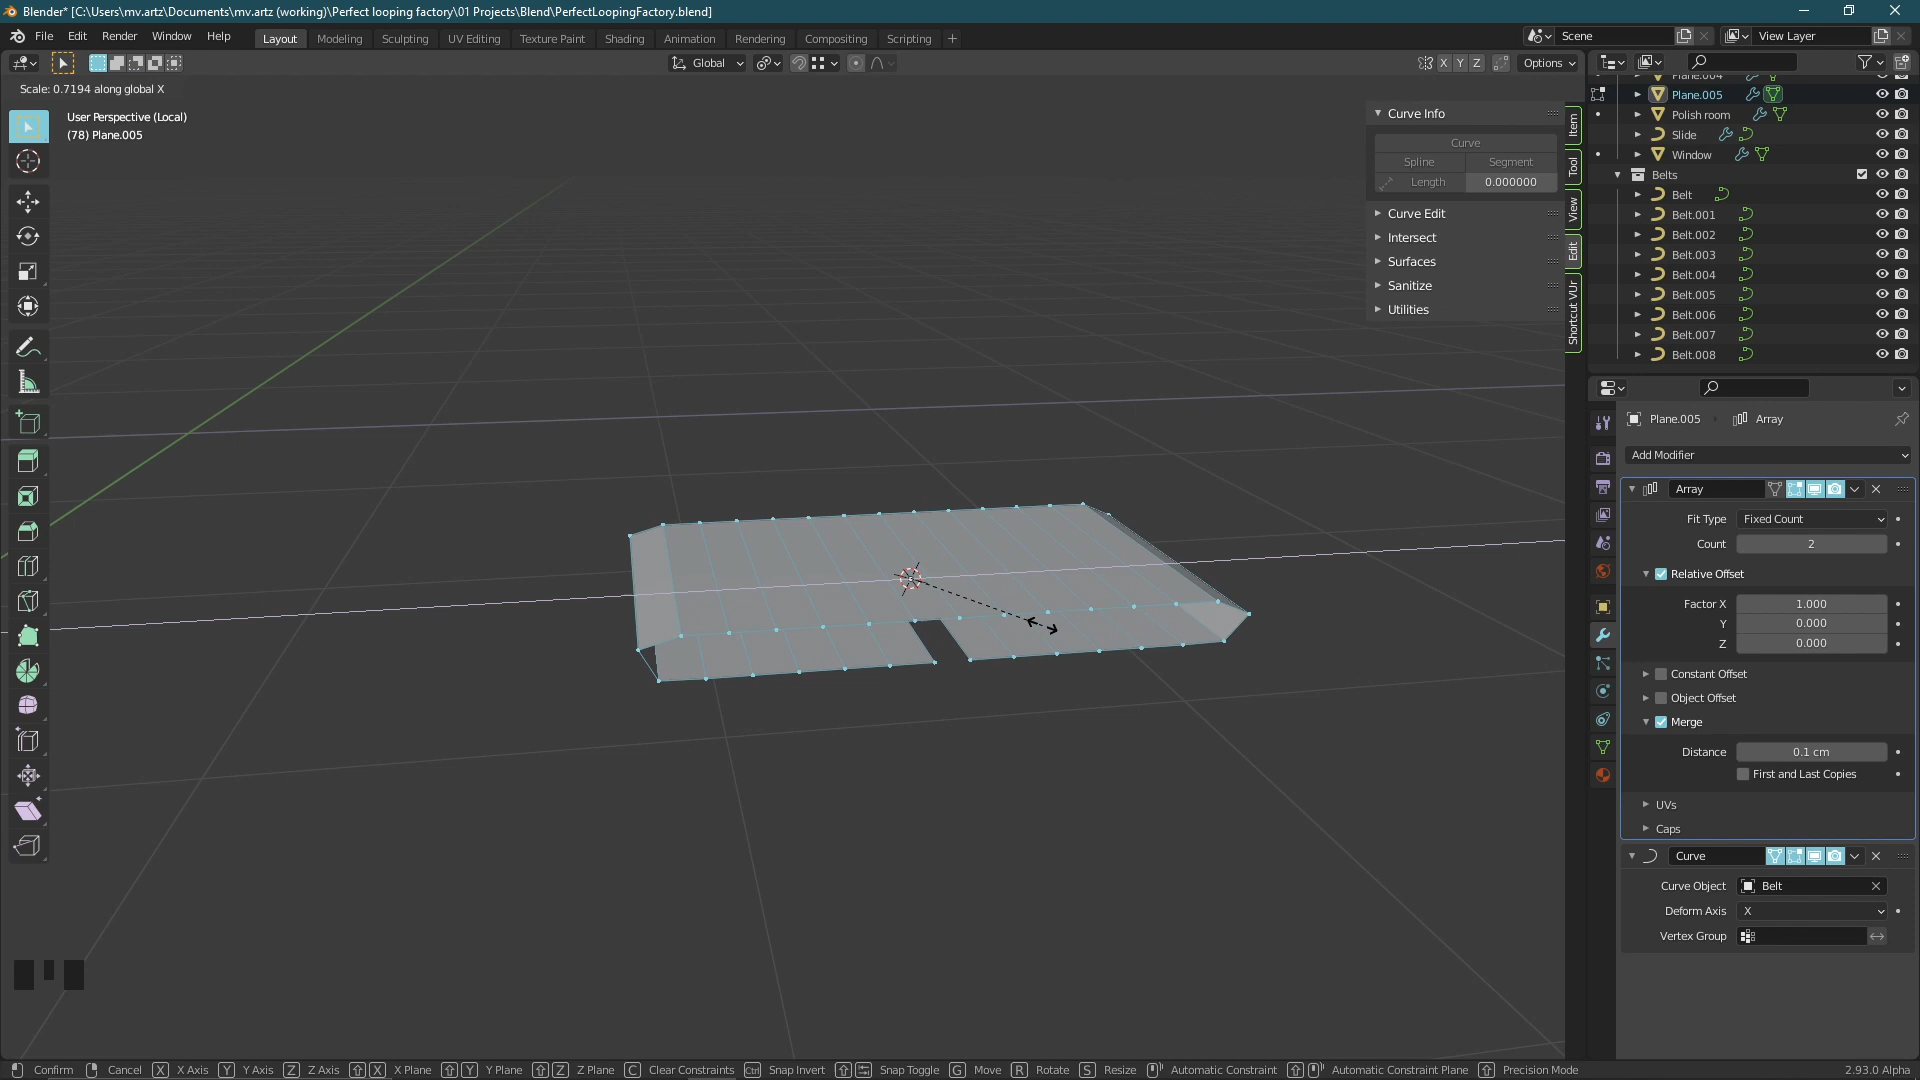 Blender* [C:\Users\mv.artz\Documents\mv.artz (working)\Perfect looping factory\01 Projects\Blend\PerfectLoopingFactory.blend]
File Edit Render Window Help
Layout Modeling Sculpting UV Editing Texture Paint Shading Animation Rendering Compositing Scripting
Scene
View Layer
Global
X Y Z
Options
Scale: 0.7194 along global X
User Perspective (Local)
(78) Plane.005
Curve Info
Curve
Spline Segment
Length 0.000000
Curve Edit
Intersect
Surfaces
Sanitize
Utilities
Item
Tool
View
Edit
Shortcut VUr
Plane.004
Plane.005
Polish room
Slide
Window
Belts
Belt
Belt.001
Belt.002
Belt.003
Belt.004
Belt.005
Belt.006
Belt.007
Belt.008
Plane.005 Array
Add Modifier
Array
Fit Type Fixed Count
Count 2
Relative Offset
Factor X 1.000
Y 0.000
Z 0.000
Constant Offset
Object Offset
Merge
Distance 0.1 cm
First and Last Copies
UVs
Caps
Curve
Curve Object Belt
Deform Axis X
Vertex Group
Confirm Cancel X X Axis Y Y Axis Z Z Axis X X Plane Y Y Plane Z Z Plane C Clear Constraints Ctrl Snap Invert Snap Toggle G Move R Rotate S Resize Automatic Constraint Automatic Constraint Plane Precision Mode
2.93.0 Alpha